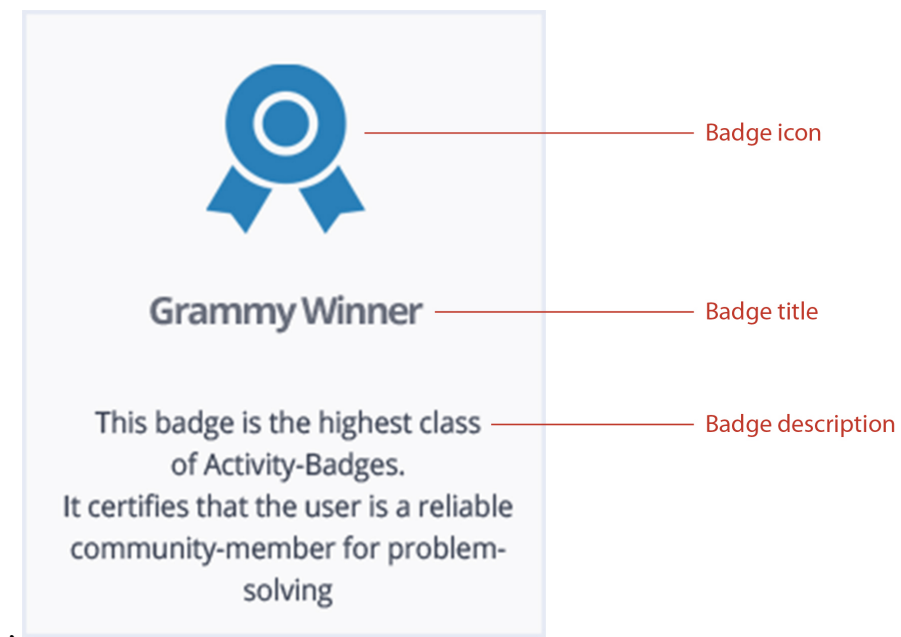 Badge icon
Grammy Winner
Badge title
This badge is the highest class
Badge description
of Activity-Badges.
It certifies that the user is a reliable
community-member for problem-
solving